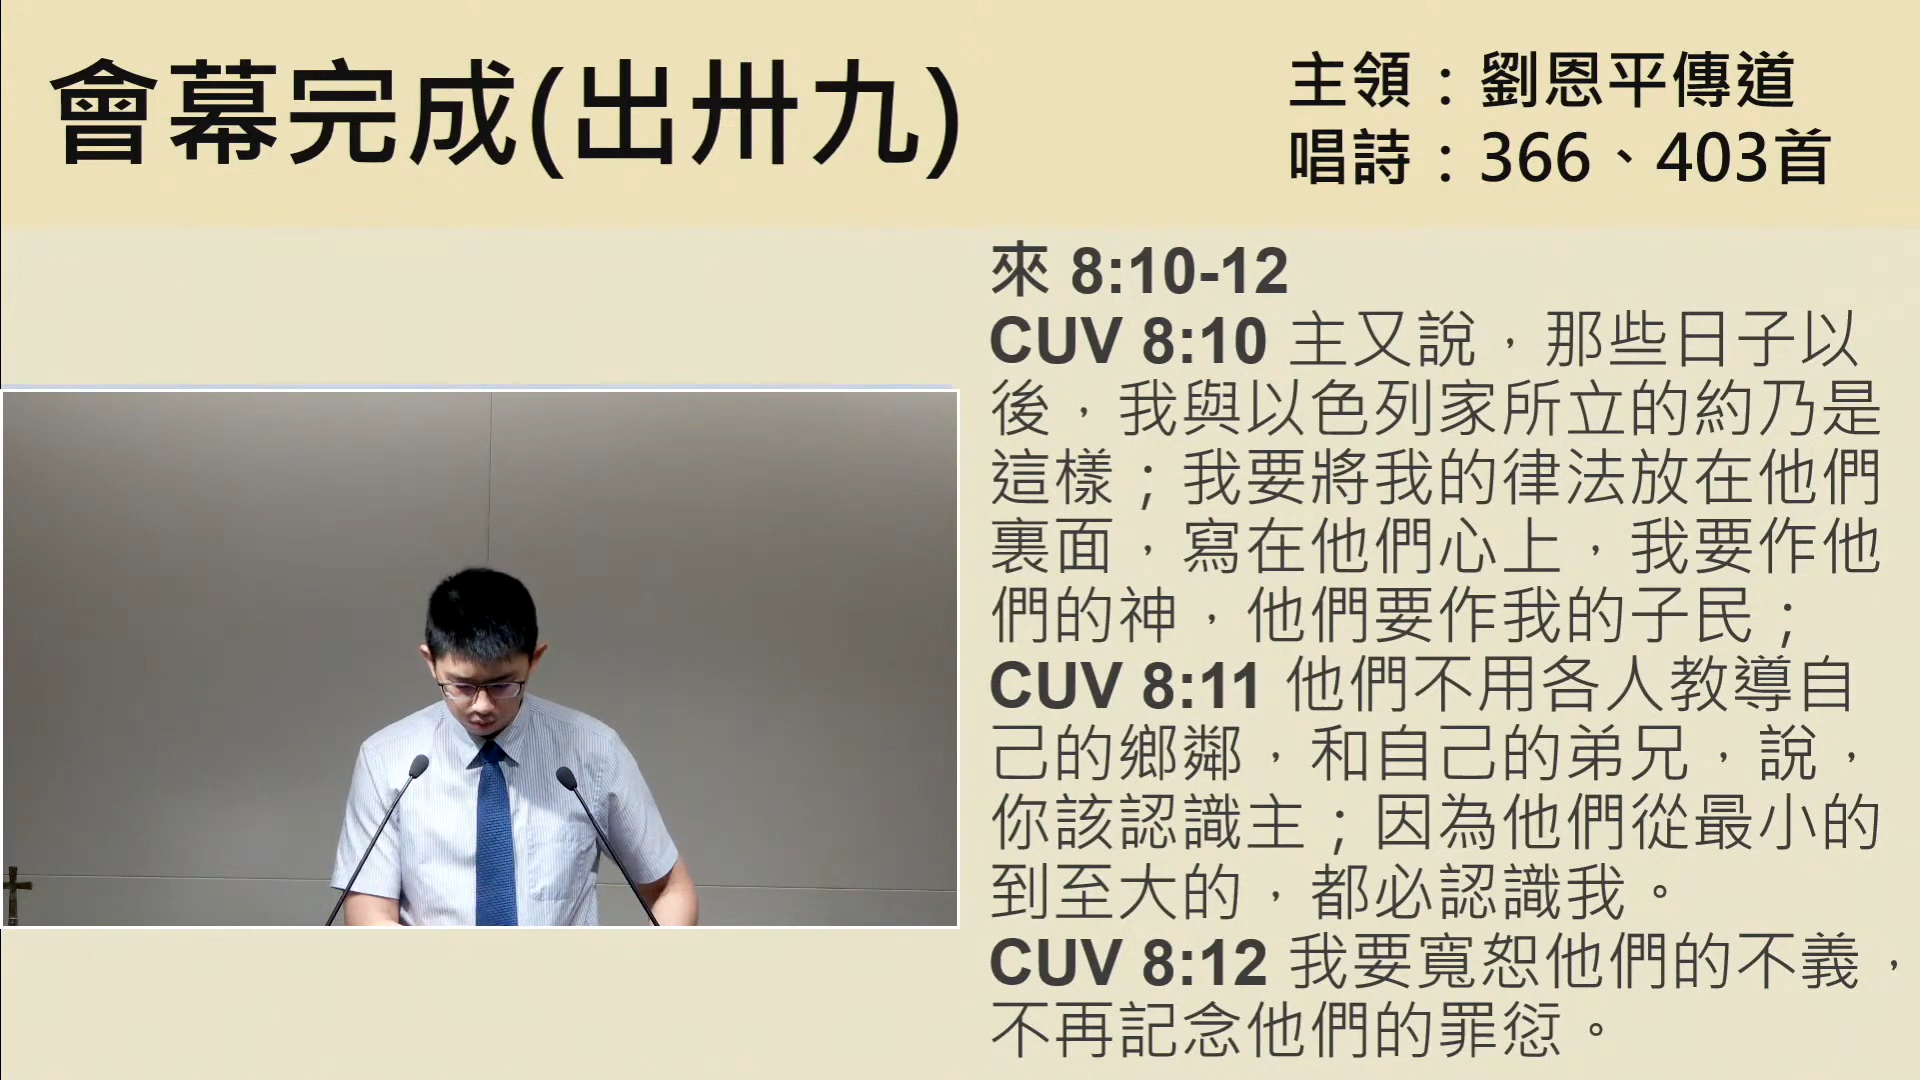 會幕完成(出卅九)
主領：劉恩平傳道
唱詩：366、403首
來 8:10-12
CUV 8:10 主又說，那些日子以
後，我與以色列家所立的約乃是
這樣；我要將我的律法放在他們
裏面，寫在他們心上，我要作他
們的神，他們要作我的子民；
CUV 8:11 他們不用各人教導自
己的鄉鄰，和自己的弟兄，說，
你該認識主；因為他們從最小的
到至大的，都必認識我。
CUV 8:12 我要寬恕他們的不義，
不再記念他們的罪愆。